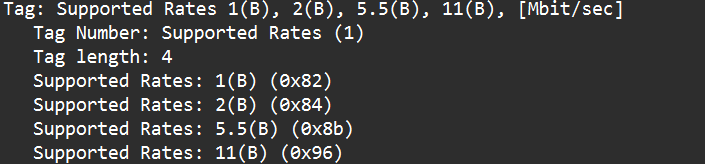 Tag: Supported Rates 1(B), 2(B), 5.5(B), 11(B), [Mbit/sec]
Tag Number: Supported Rates (1)
Tag length: 4
Supported Rates: 1(B) (0x82)
Supported Rates: 2(B) (0x84)
Supported Rates: 5.5(B) (0x8b)
Supported Rates: 11(B) (0x96)